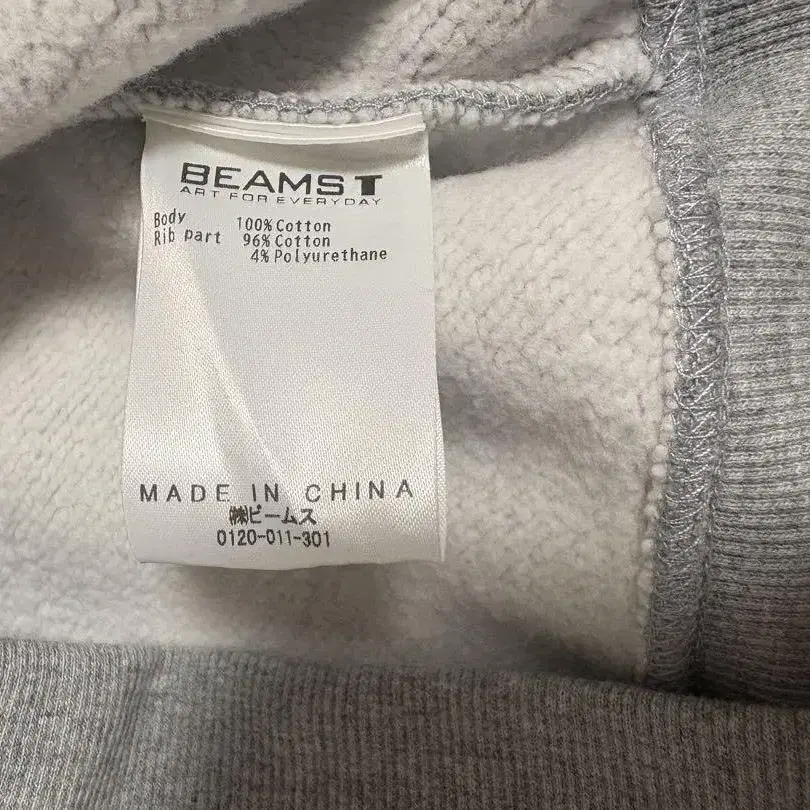 BEAMS T
ART FOR EVERYDAY
Body 100% Cotton
Rib part 96% Cotton
4% Polyurethane
MADE IN CHINA
㈱ビームス
0120-011-301